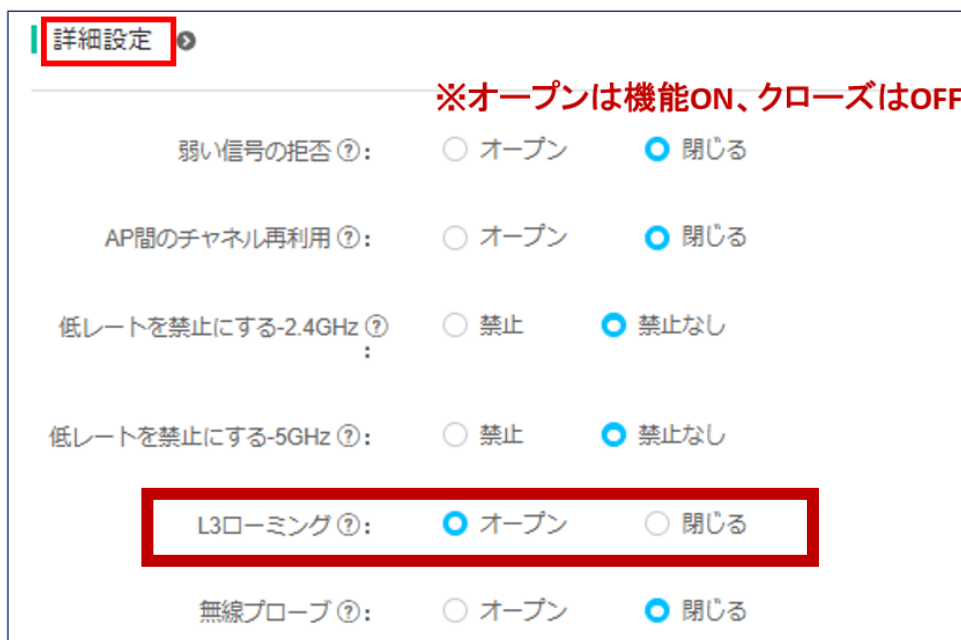 詳細設定
※オープンは機能ON、クローズはOFF
弱い信号の拒否 ?: オープン 閉じる
AP間のチャネル再利用 ?: オープン 閉じる
低レートを禁止にする-2.4GHz ?: 禁止 禁止なし
低レートを禁止にする-5GHz ?: 禁止 禁止なし
L3ローミング ?: オープン 閉じる
無線プローブ ?: オープン 閉じる